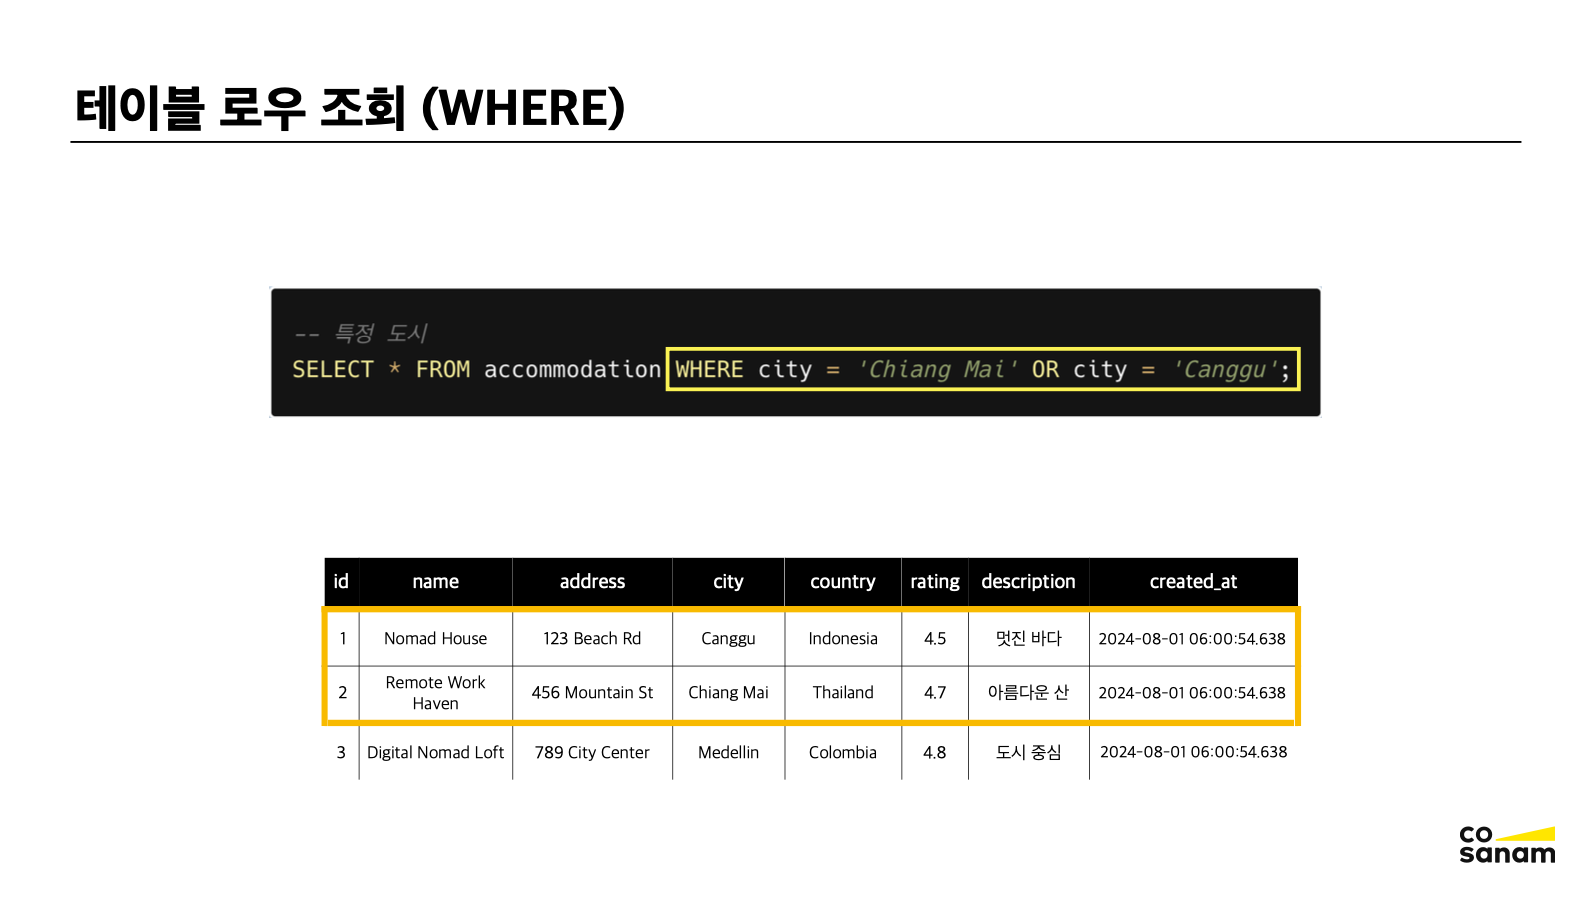 테이블 로우 조회 (WHERE)
-- 특정 도시
SELECT * FROM accommodation WHERE city = 'Chiang Mai' OR city = 'Canggu';
id name address city country rating description created_at
1 Nomad House 123 Beach Rd Canggu Indonesia 4.5 멋진 바다 2024-08-01 06:00:54.638
2 Remote Work Haven 456 Mountain St Chiang Mai Thailand 4.7 아름다운 산 2024-08-01 06:00:54.638
3 Digital Nomad Loft 789 City Center Medellin Colombia 4.8 도시 중심 2024-08-01 06:00:54.638
co
sanam